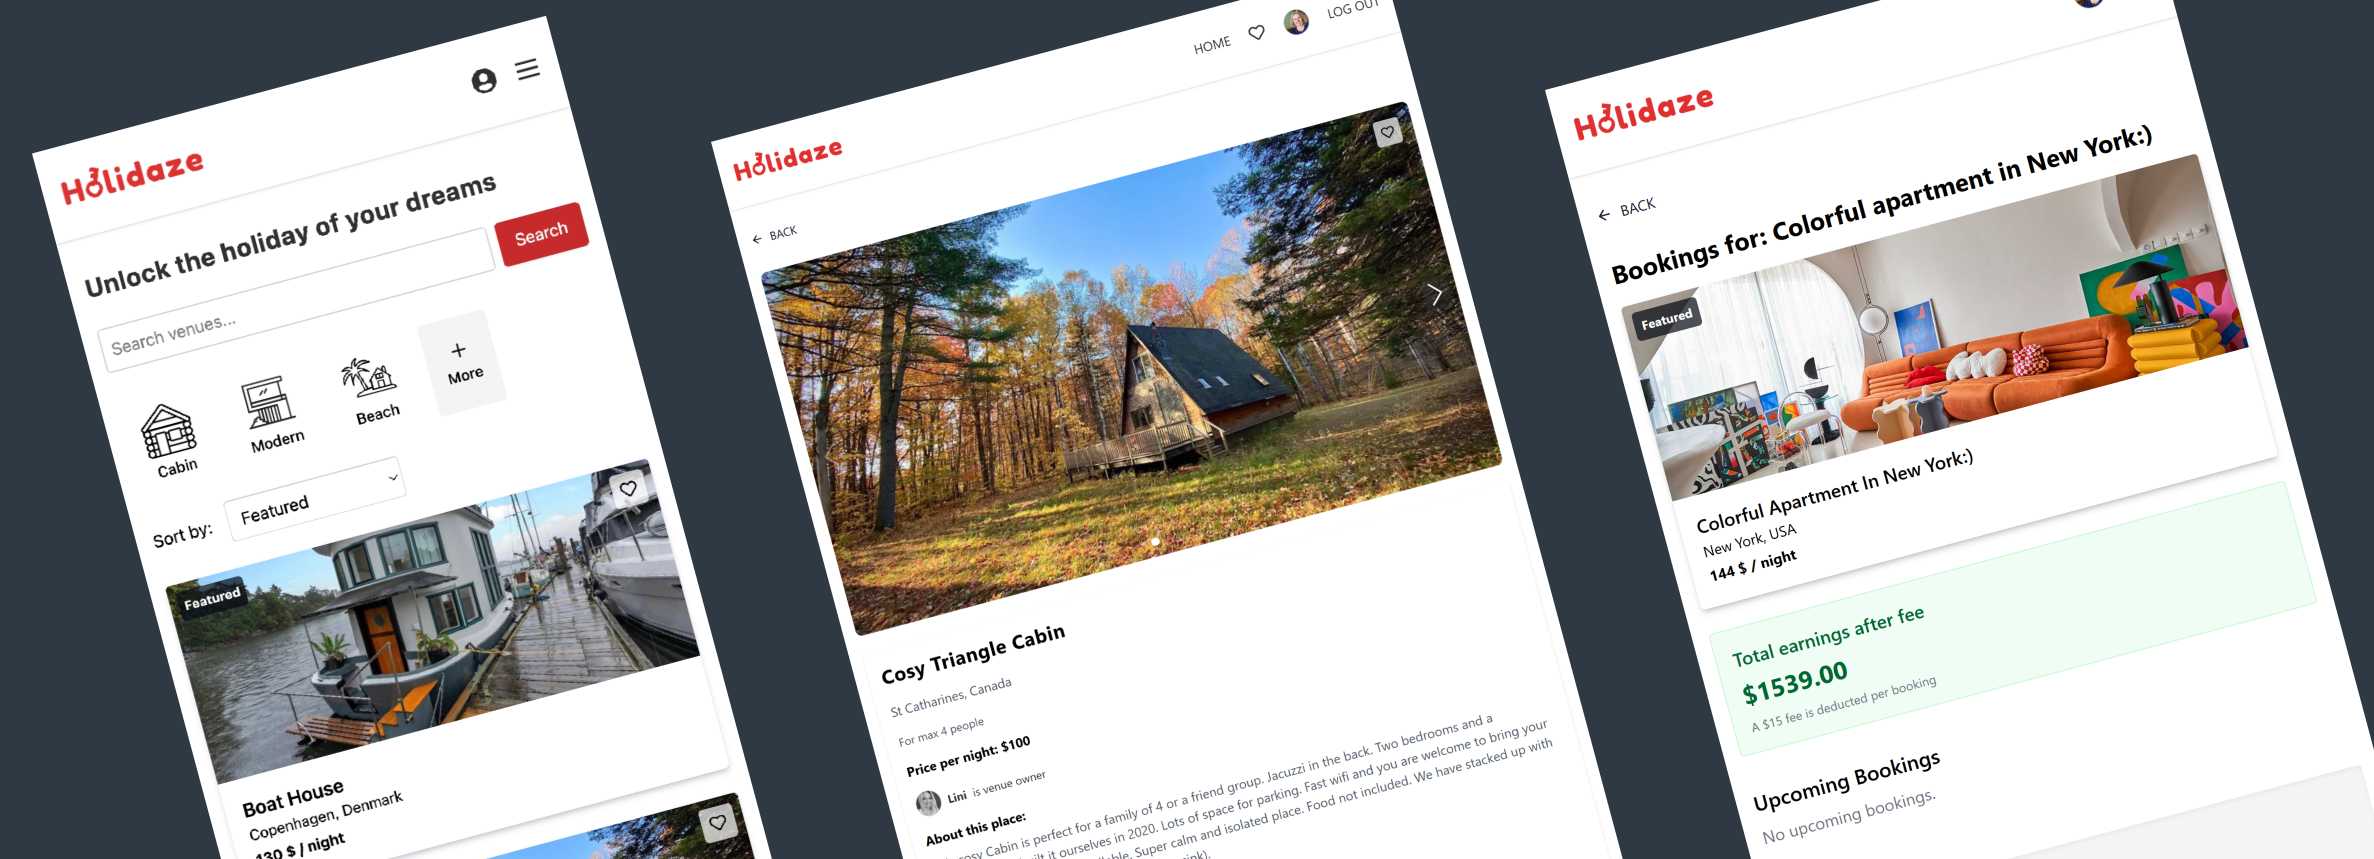 Holidaze
Unlock the holiday of your dreams
Search venues...
Search
Cabin
Modern
Beach
More
Sort by:
Featured
Featured
Boat House
Copenhagen, Denmark
130 $ / night
HOME
LOG OUT
Holidaze
BACK
Cosy Triangle Cabin
St Catharines, Canada
For max 4 people
Price per night: $100
Lini is venue owner
About this place:
Cabin is perfect for a family of 4 or a friend group. Jacuzzi in the back. Two bedrooms and a
it ourselves in 2020. Lots of space for parking. Fast wifi and you are welcome to bring your
Super calm and isolated place. Food not included. We have stacked up with
Holidaze
BACK
Bookings for: Colorful apartment in New York:)
Featured
Colorful Apartment In New York:)
New York, USA
144 $ / night
Total earnings after fee
$1539.00
A $15 fee is deducted per booking
Upcoming Bookings
No upcoming bookings.